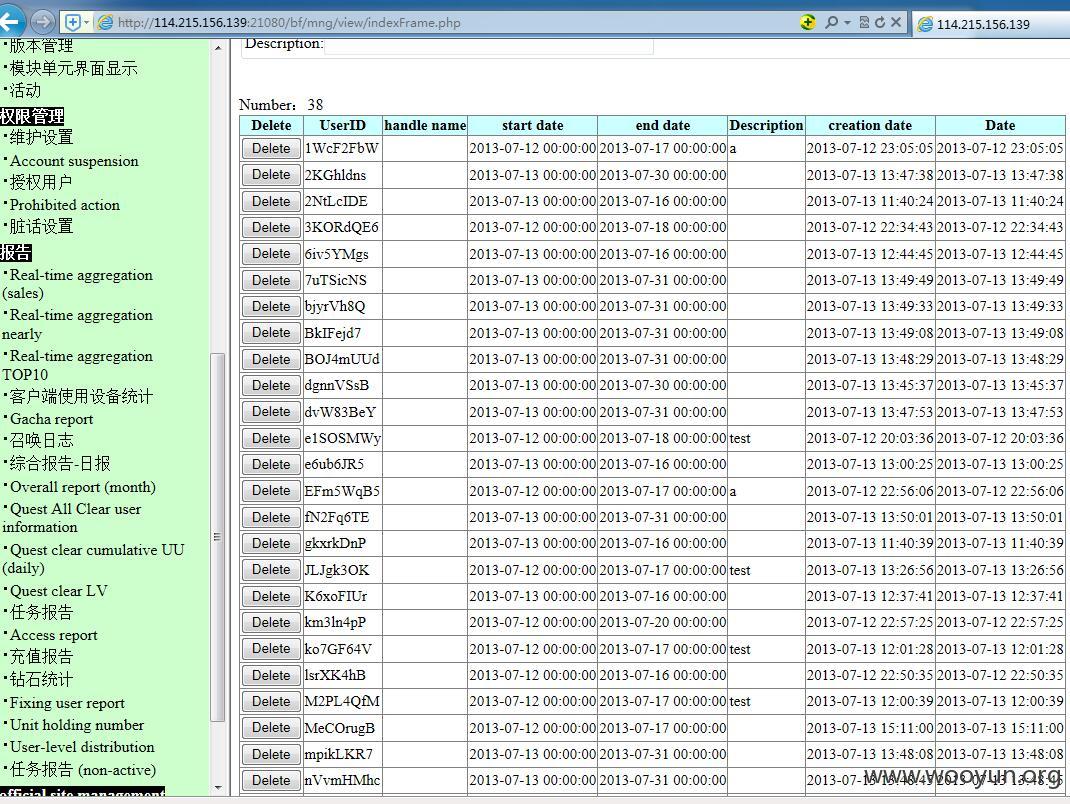 http://114.215.156.139:21080/bf/mng/view/indexFrame.php
114.215.156.139
版本管理
模块单元界面显示
活动
权限管理
维护设置
Account suspension
授权用户
Prohibited action
脏话设置
报告
Real-time aggregation
(sales)
Real-time aggregation
nearly
Real-time aggregation
TOP10
客户端使用设备统计
Gacha report
召唤日志
综合报告-日报
Overall report (month)
Quest All Clear user
information
Quest clear cumulative UU
(daily)
Quest clear LV
任务报告
Access report
充值报告
钻石统计
Fixing user report
Unit holding number
User-level distribution
任务报告 (non-active)
official site management
Description:
Number: 38
Delete UserID handle name start date end date Description creation date Date
Delete 1WcF2FbW 2013-07-12 00:00:00 2013-07-17 00:00:00 a 2013-07-12 23:05:05 2013-07-12 23:05:05
Delete 2KGhldns 2013-07-13 00:00:00 2013-07-30 00:00:00 2013-07-13 13:47:38 2013-07-13 13:47:38
Delete 2NtLcIDE 2013-07-13 00:00:00 2013-07-16 00:00:00 2013-07-13 11:40:24 2013-07-13 11:40:24
Delete 3KORdQE6 2013-07-12 00:00:00 2013-07-18 00:00:00 2013-07-12 22:34:43 2013-07-12 22:34:43
Delete 6iv5YMgs 2013-07-13 00:00:00 2013-07-16 00:00:00 2013-07-13 12:44:45 2013-07-13 12:44:45
Delete 7uTSicNS 2013-07-13 00:00:00 2013-07-31 00:00:00 2013-07-13 13:49:49 2013-07-13 13:49:49
Delete bjyrVh8Q 2013-07-13 00:00:00 2013-07-31 00:00:00 2013-07-13 13:49:33 2013-07-13 13:49:33
Delete BkIFejd7 2013-07-13 00:00:00 2013-07-31 00:00:00 2013-07-13 13:49:08 2013-07-13 13:49:08
Delete BOJ4mUUd 2013-07-13 00:00:00 2013-07-31 00:00:00 2013-07-13 13:48:29 2013-07-13 13:48:29
Delete dgnnVSsB 2013-07-13 00:00:00 2013-07-30 00:00:00 2013-07-13 13:45:37 2013-07-13 13:45:37
Delete dvW83BeY 2013-07-13 00:00:00 2013-07-31 00:00:00 2013-07-13 13:47:53 2013-07-13 13:47:53
Delete e1SOSMWy 2013-07-12 00:00:00 2013-07-18 00:00:00 test 2013-07-12 20:03:36 2013-07-12 20:03:36
Delete e6ub6JR5 2013-07-13 00:00:00 2013-07-16 00:00:00 2013-07-13 13:00:25 2013-07-13 13:00:25
Delete EFm5WqB5 2013-07-12 00:00:00 2013-07-17 00:00:00 a 2013-07-12 22:56:06 2013-07-12 22:56:06
Delete fN2Fq6TE 2013-07-13 00:00:00 2013-07-31 00:00:00 2013-07-13 13:50:01 2013-07-13 13:50:01
Delete gkxrkDnP 2013-07-12 00:00:00 2013-07-16 00:00:00 2013-07-13 11:40:39 2013-07-13 11:40:39
Delete JLJgk3OK 2013-07-12 00:00:00 2013-07-17 00:00:00 test 2013-07-13 13:26:56 2013-07-13 13:26:56
Delete K6xoFIUr 2013-07-12 00:00:00 2013-07-16 00:00:00 2013-07-13 12:37:41 2013-07-13 12:37:41
Delete km3ln4pP 2013-07-12 00:00:00 2013-07-20 00:00:00 2013-07-12 22:57:25 2013-07-12 22:57:25
Delete ko7GF64V 2013-07-12 00:00:00 2013-07-17 00:00:00 test 2013-07-13 12:01:28 2013-07-13 12:01:28
Delete lsrXK4hB 2013-07-12 00:00:00 2013-07-16 00:00:00 2013-07-12 22:50:35 2013-07-12 22:50:35
Delete M2PL4QfM 2013-07-12 00:00:00 2013-07-17 00:00:00 test 2013-07-13 12:00:39 2013-07-13 12:00:39
Delete MeCOrugB 2013-07-12 00:00:00 2013-07-17 00:00:00 2013-07-13 15:11:00 2013-07-13 15:11:00
Delete mpikLKR7 2013-07-13 00:00:00 2013-07-31 00:00:00 2013-07-13 13:48:08 2013-07-13 13:48:08
Delete nVvmHMhc 2013-07-13 00:00:00 2013-07-31 00:00:00 2013-07-13 13:48:45 2013-07-13 13:48:45
www.wooyun.org